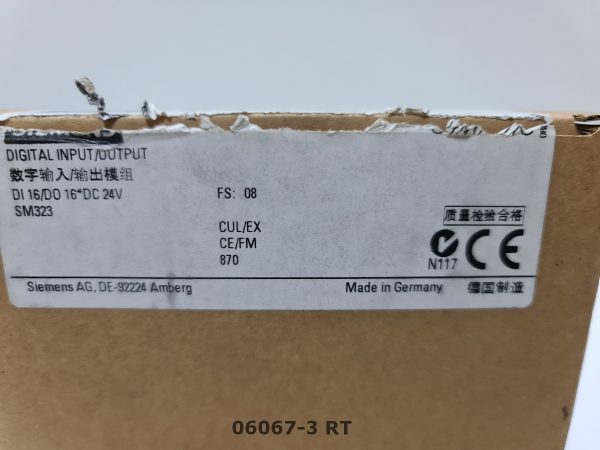 DIGITAL INPUT/OUTPUT
数字输入/输出模组
DI 16/DO 16*DC 24V
FS: 08
SM323
质量检验合格
CUL/EX
CE/FM
870
N117
CE
Siemens AG, DE-92224 Amberg
Made in Germany
德国制造
06067-3 RT